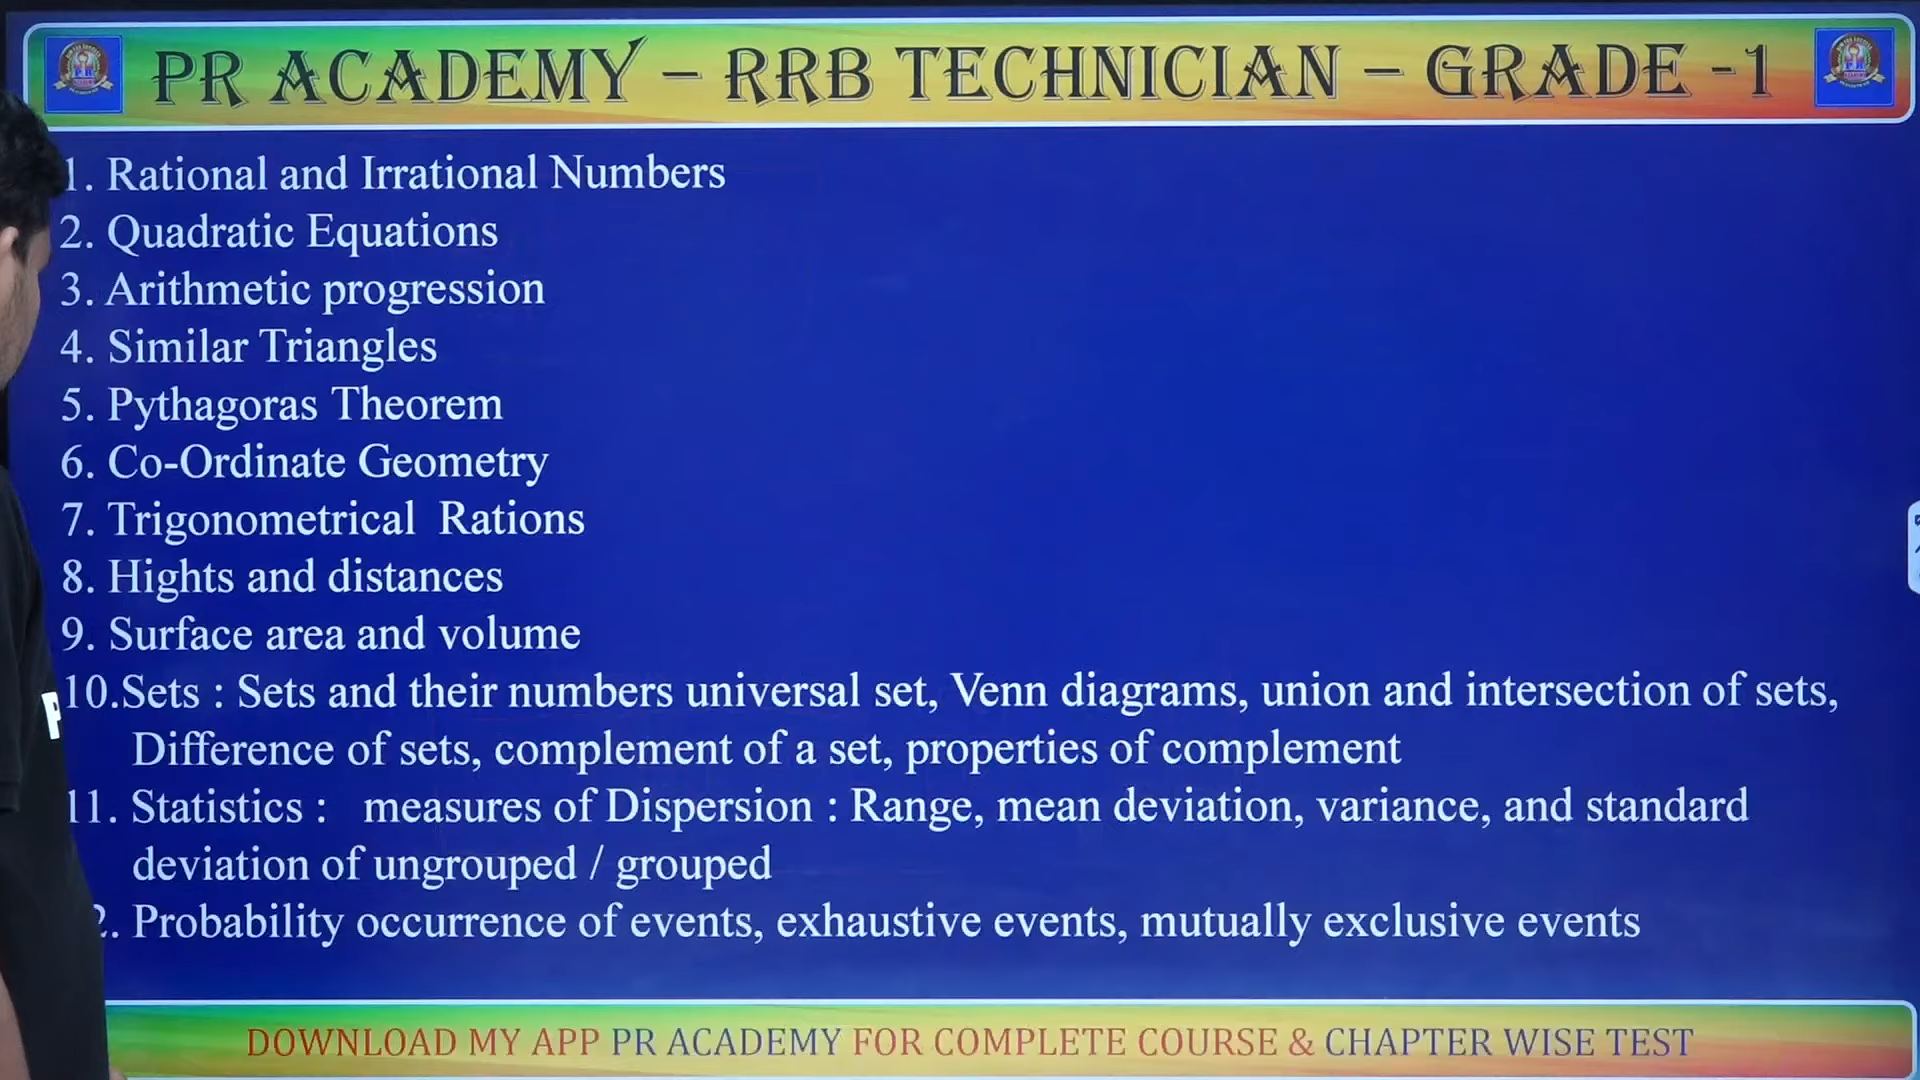 PR ACADEMY – RRB TECHNICIAN – GRADE -1
1. Rational and Irrational Numbers
2. Quadratic Equations
3. Arithmetic progression
4. Similar Triangles
5. Pythagoras Theorem
6. Co-Ordinate Geometry
7. Trigonometrical Rations
8. Hights and distances
9. Surface area and volume
10.Sets : Sets and their numbers universal set, Venn diagrams, union and intersection of sets,
Difference of sets, complement of a set, properties of complement
11. Statistics : measures of Dispersion : Range, mean deviation, variance, and standard
deviation of ungrouped / grouped
2. Probability occurrence of events, exhaustive events, mutually exclusive events
DOWNLOAD MY APP PR ACADEMY FOR COMPLETE COURSE & CHAPTER WISE TEST